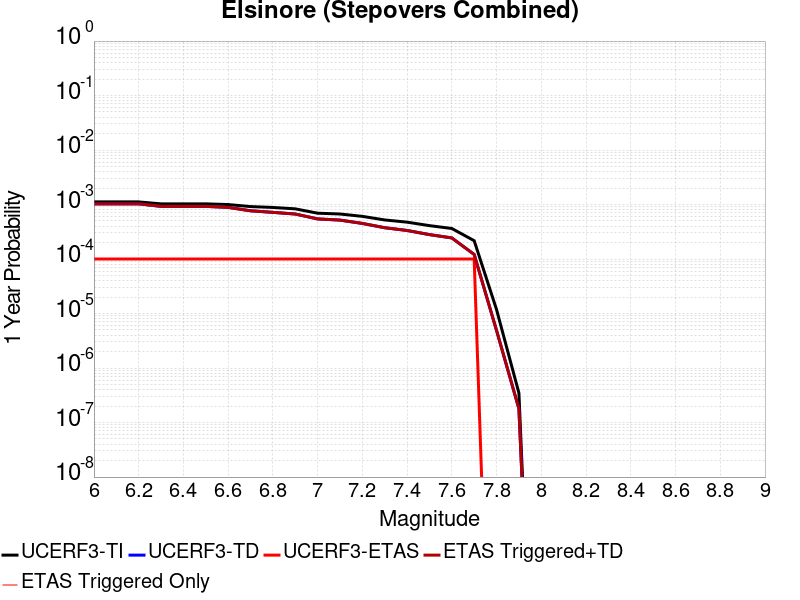 Elsinore (Stepovers Combined)
10^0
10^-1
10^-2
10^-3
10^-4
10^-5
10^-6
10^-7
10^-8
1 Year Probability
6 6.2 6.4 6.6 6.8 7 7.2 7.4 7.6 7.8 8 8.2 8.4 8.6 8.8 9
Magnitude
UCERF3-TI UCERF3-TD UCERF3-ETAS ETAS Triggered+TD
ETAS Triggered Only